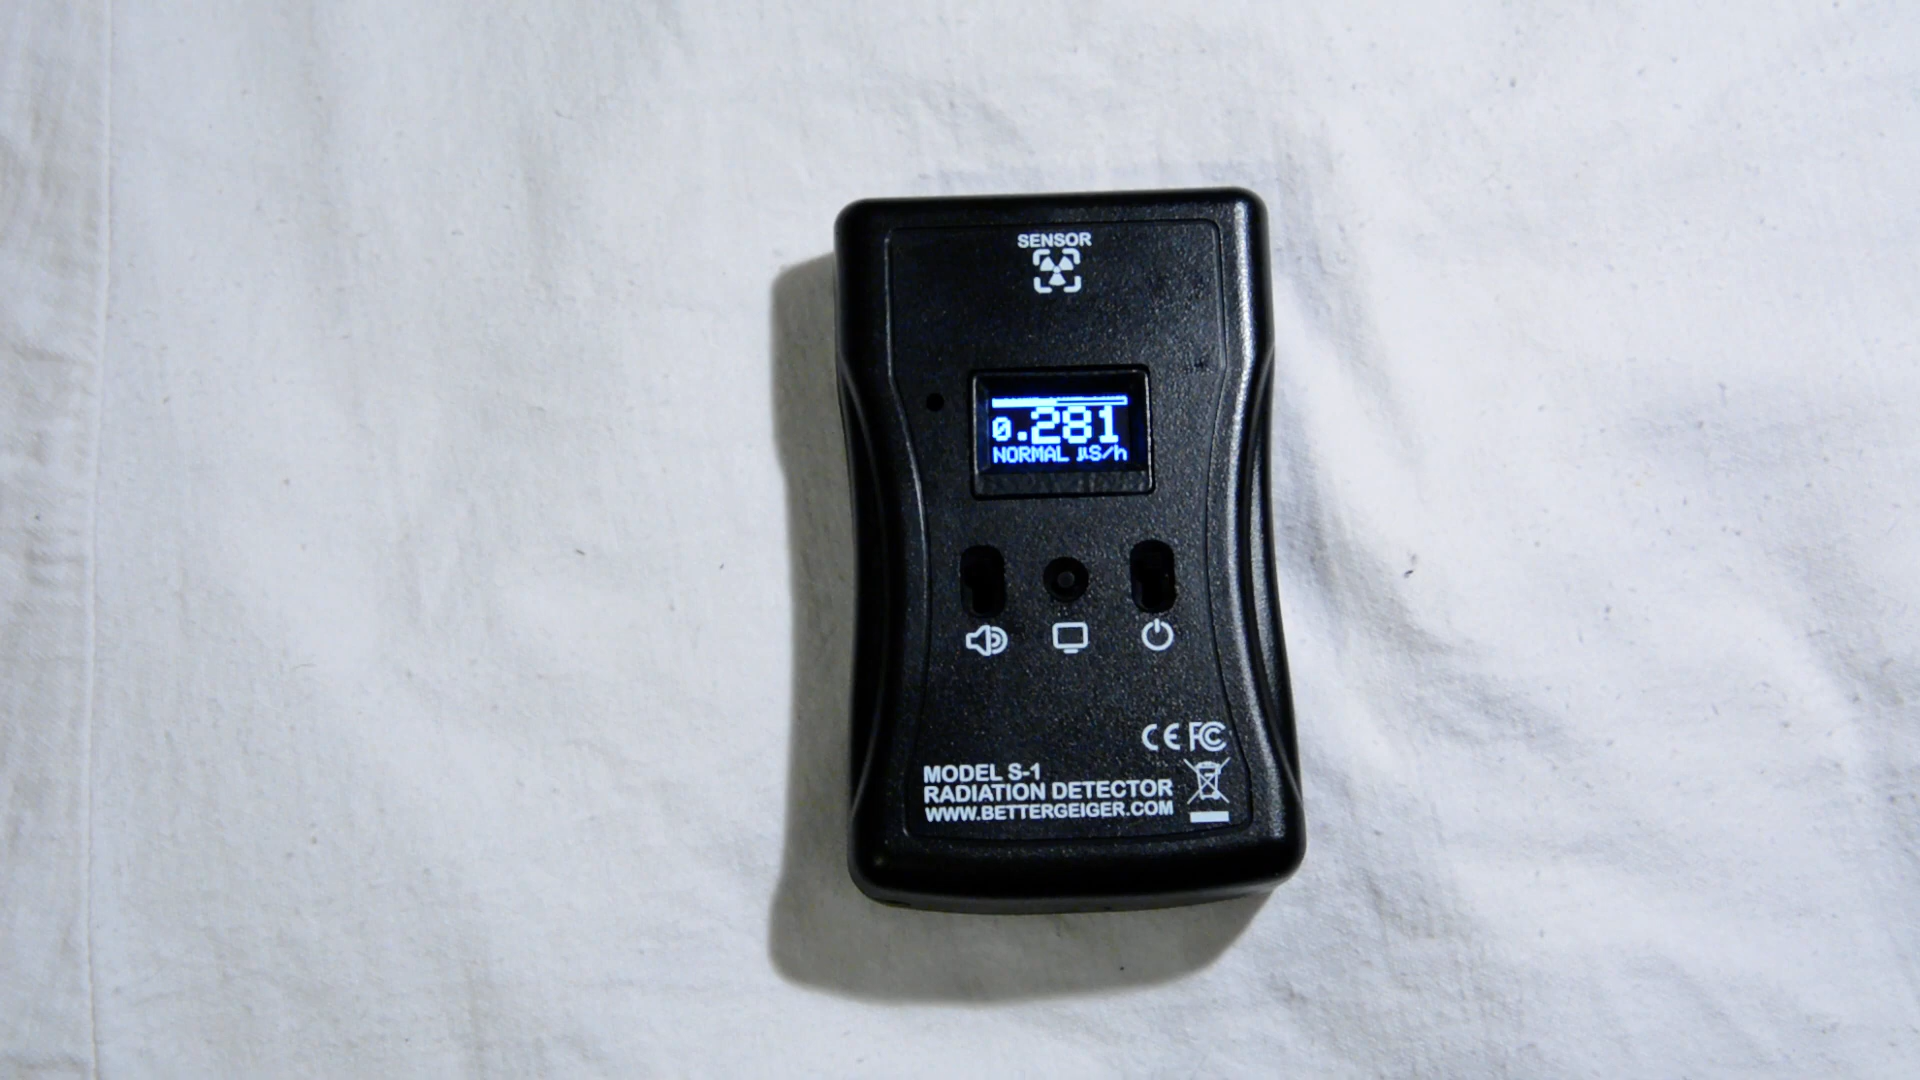 SENSOR
0.281
NORMAL µS/h
CE FC
MODEL S-1
RADIATION DETECTOR
WWW.BETTERGEIGER.COM